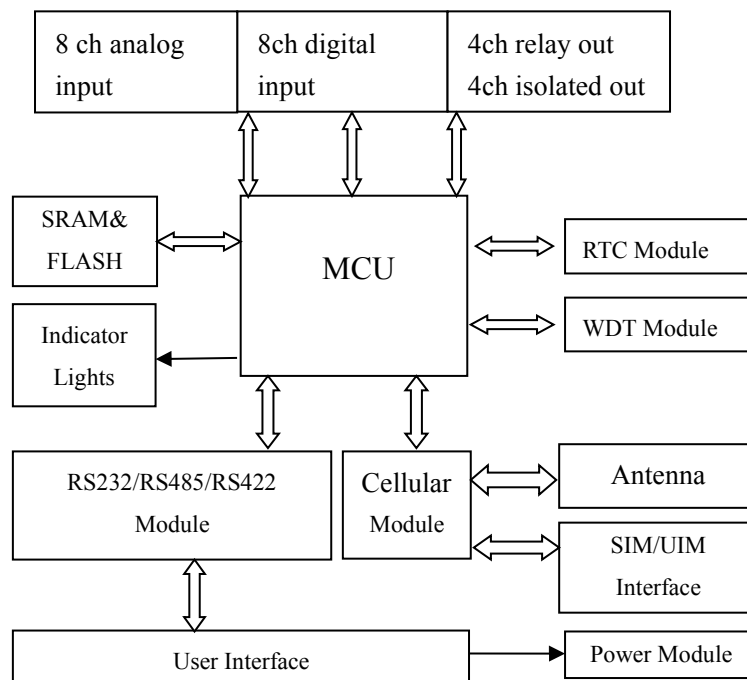 8 ch analog
input
8ch digital
input
4ch relay out
4ch isolated out
SRAM&
FLASH
MCU
RTC Module
WDT Module
Indicator
Lights
RS232/RS485/RS422
Module
Cellular
Module
Antenna
SIM/UIM
Interface
User Interface
Power Module